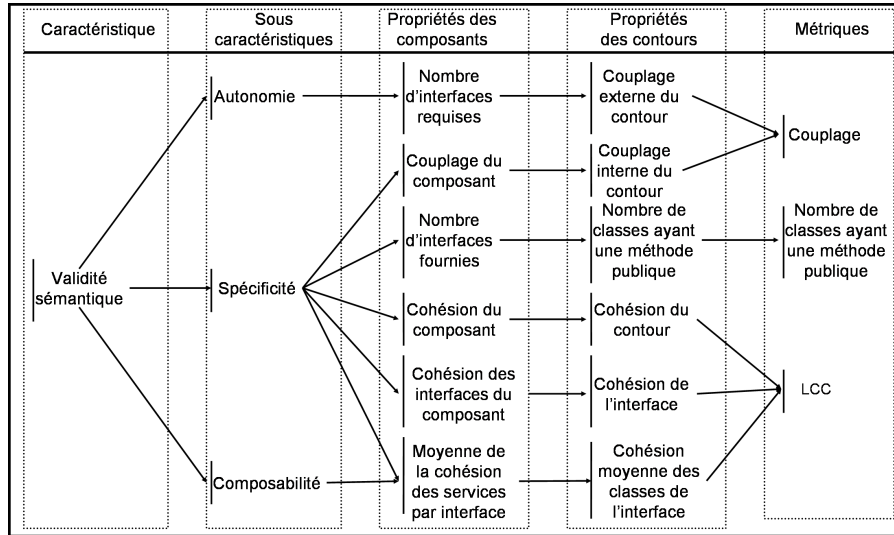 Caractéristique
Sous
caractéristiques
Propriétés des
composants
Propriétés
des contours
Métriques
Validité
sémantique
Autonomie
Spécificité
Composabilité
Nombre
d'interfaces
requises
Couplage du
composant
Nombre
d'interfaces
fournies
Cohésion du
composant
Cohésion des
interfaces du
composant
Moyenne de
la cohésion
des services
par interface
Couplage
externe du
contour
Couplage
interne du
contour
Nombre de
classes ayant
une méthode
publique
Cohésion du
contour
Cohésion de
l'interface
Cohésion
moyenne des
classes de
l'interface
Couplage
Nombre de
classes ayant
une méthode
publique
LCC